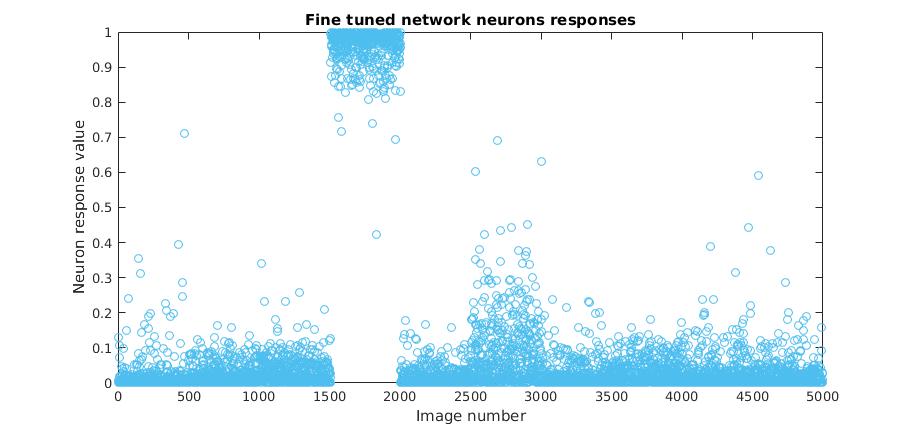 Fine tuned network neurons responses
1
0.9
0.8
0.7
0.6
0.5
0.4
0.3
0.2
0.1
0
Neuron response value
0 500 1000 1500 2000 2500 3000 3500 4000 4500 5000
Image number